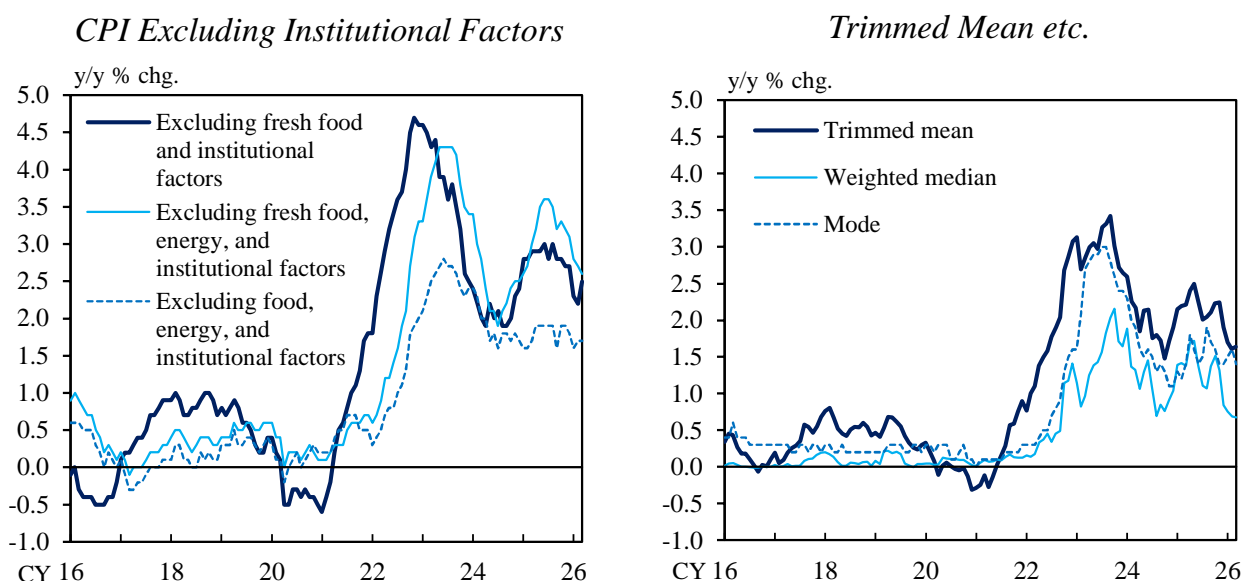 CPI Excluding Institutional Factors
y/y % chg.
5.0
4.5
4.0
3.5
3.0
2.5
2.0
1.5
1.0
0.5
0.0
-0.5
-1.0
Excluding fresh food
and institutional
factors
Excluding fresh food,
energy, and
institutional factors
Excluding food,
energy, and
institutional factors
CY 16 18 20 22 24 26
Trimmed Mean etc.
y/y % chg.
5.0
4.5
4.0
3.5
3.0
2.5
2.0
1.5
1.0
0.5
0.0
-0.5
-1.0
Trimmed mean
Weighted median
Mode
CY 16 18 20 22 24 26